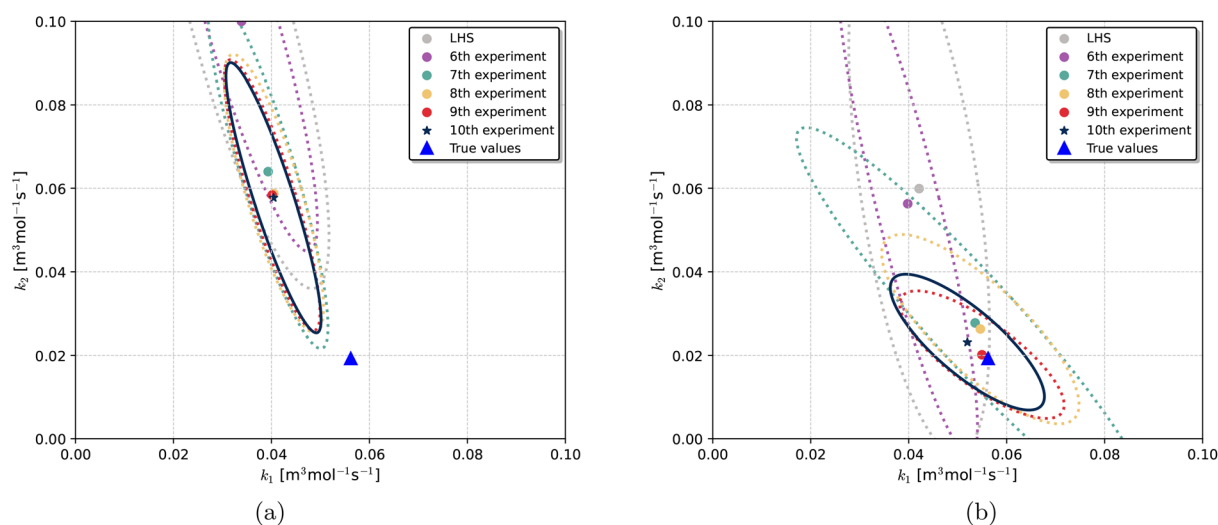 0.10
0.08
0.06
0.04
0.02
0.00
k₂ [m³mol⁻¹s⁻¹]
LHS
6th experiment
7th experiment
8th experiment
9th experiment
10th experiment
True values
0.00 0.02 0.04 0.06 0.08 0.10
k₁ [m³mol⁻¹s⁻¹]
(a)
0.10
0.08
0.06
0.04
0.02
0.00
k₂ [m³mol⁻¹s⁻¹]
LHS
6th experiment
7th experiment
8th experiment
9th experiment
10th experiment
True values
0.00 0.02 0.04 0.06 0.08 0.10
k₁ [m³mol⁻¹s⁻¹]
(b)